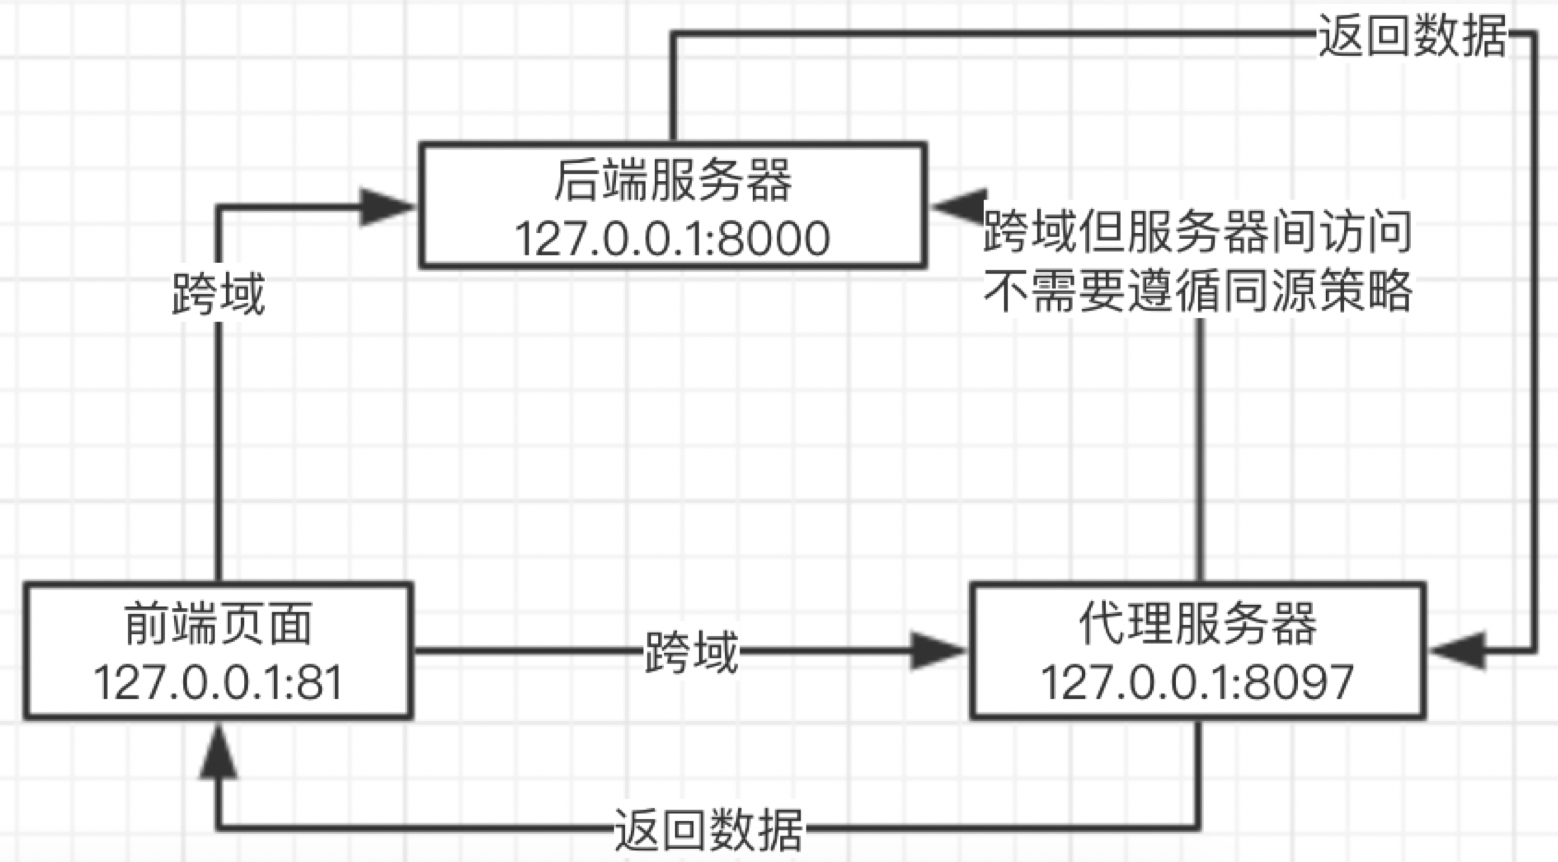 返回数据
后端服务器
127.0.0.1:8000
跨域但服务器间访问
不需要遵循同源策略
跨域
前端页面
127.0.0.1:81
跨域
代理服务器
127.0.0.1:8097
返回数据